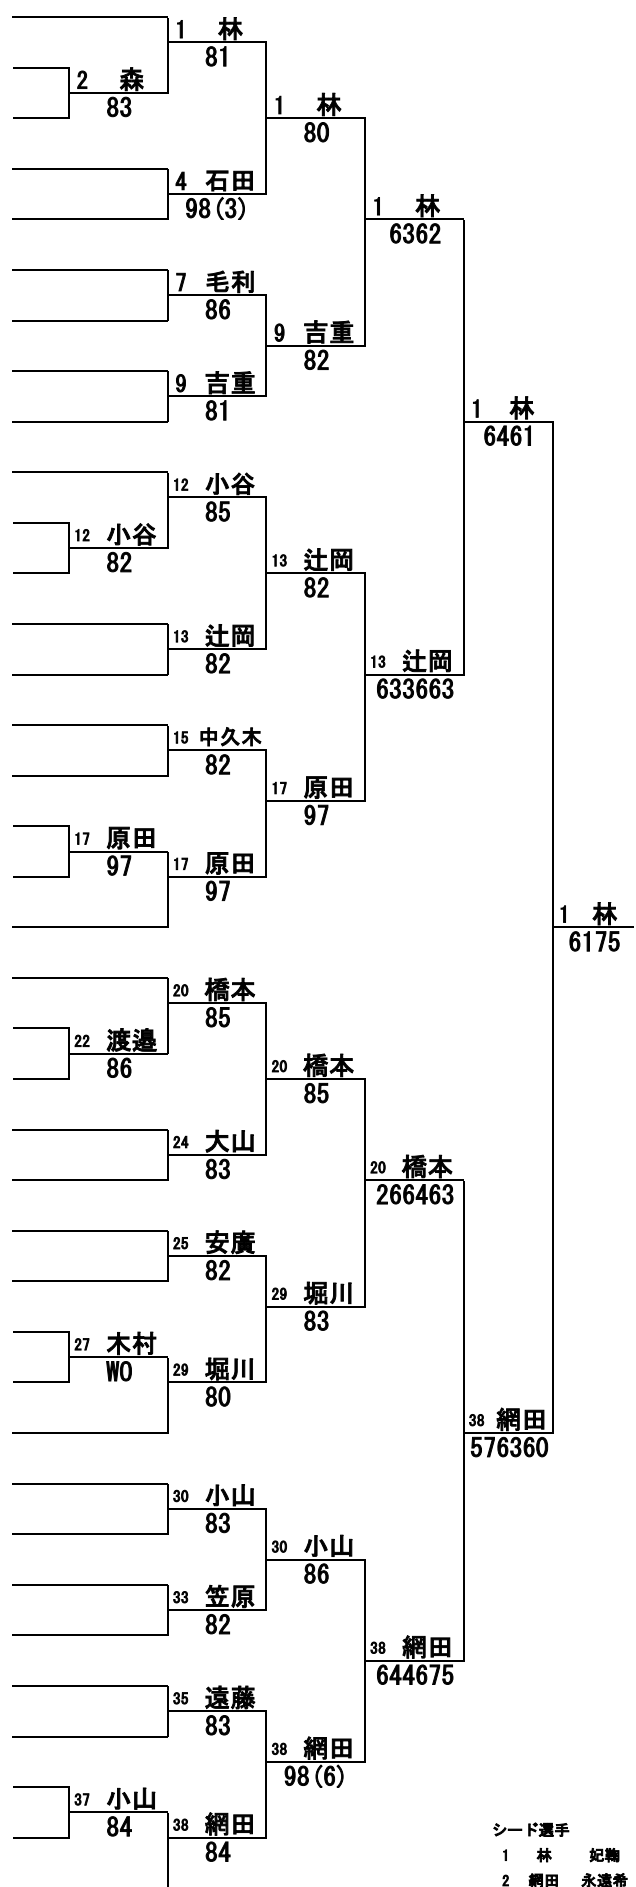 1 林
81
2 森
83
1 林
80
4 石田
98(3)
1 林
6362
7 毛利
86
9 吉重
82
9 吉重
81
1 林
6461
12 小谷
85
12 小谷
82
13 辻岡
82
13 辻岡
82
13 辻岡
633663
15 中久木
82
17 原田
97
17 原田
97
17 原田
97
1 林
6175
20 橋本
85
22 渡邉
86
20 橋本
85
24 大山
83
20 橋本
266463
25 安廣
82
29 堀川
83
27 木村
WO
29 堀川
80
38 網田
576360
30 小山
83
30 小山
86
33 笠原
82
38 網田
644675
35 遠藤
83
38 網田
98(6)
37 小山
84
38 網田
84
シード選手
1 林 妃鞠
2 網田 永遠希